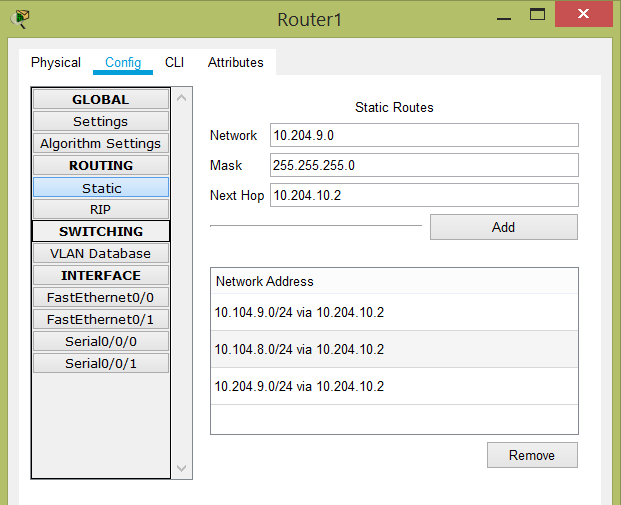 Router1
Physical Config CLI Attributes
GLOBAL
Settings
Algorithm Settings
ROUTING
Static
RIP
SWITCHING
VLAN Database
INTERFACE
FastEthernet0/0
FastEthernet0/1
Serial0/0/0
Serial0/0/1
Static Routes
Network 10.204.9.0
Mask 255.255.255.0
Next Hop 10.204.10.2
Add
Network Address
10.104.9.0/24 via 10.204.10.2
10.104.8.0/24 via 10.204.10.2
10.204.9.0/24 via 10.204.10.2
Remove